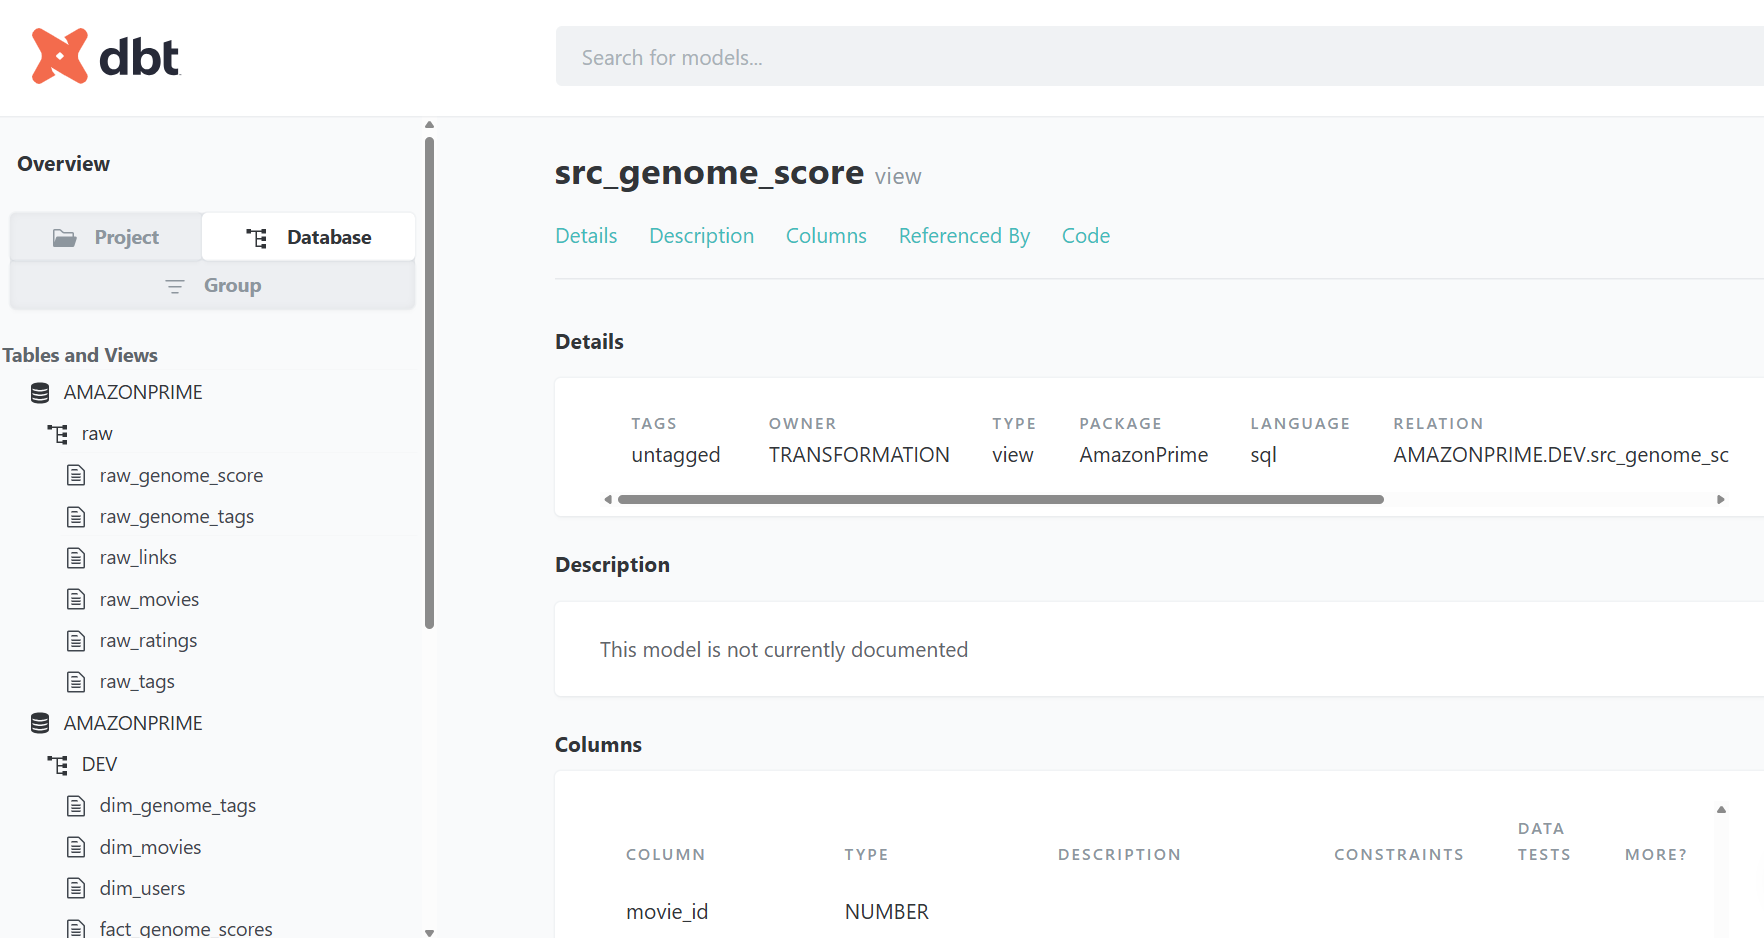 dbt
Search for models...
Overview
Project
Database
Group
Tables and Views
AMAZONPRIME
raw
raw_genome_score
raw_genome_tags
raw_links
raw_movies
raw_ratings
raw_tags
AMAZONPRIME
DEV
dim_genome_tags
dim_movies
dim_users
fact_genome_scores
src_genome_score view
Details Description Columns Referenced By Code
Details
TAGS OWNER TYPE PACKAGE LANGUAGE RELATION
untagged TRANSFORMATION view AmazonPrime sql AMAZONPRIME.DEV.src_genome_sc
Description
This model is not currently documented
Columns
COLUMN TYPE DESCRIPTION CONSTRAINTS DATA TESTS MORE?
movie_id NUMBER